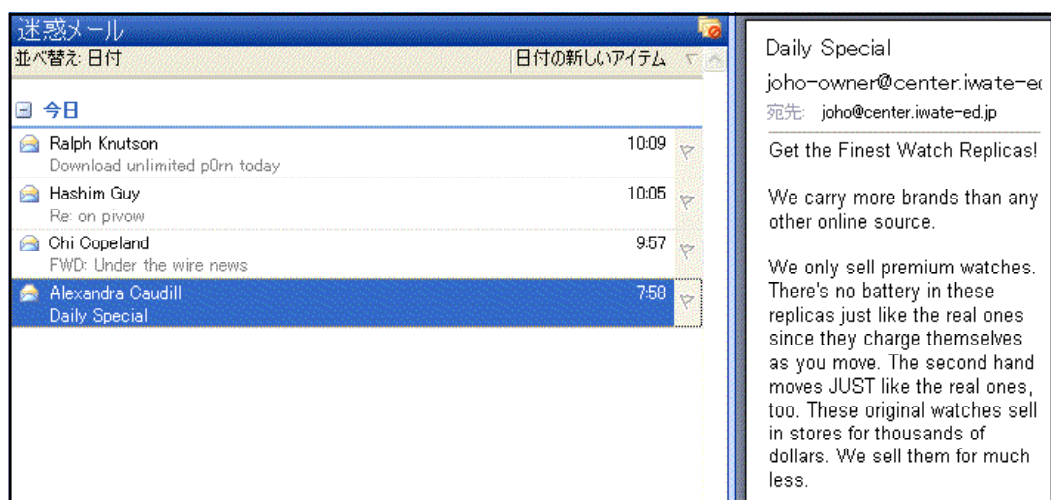 迷惑メール
並べ替え: 日付 日付の新しいアイテム
今日
Ralph Knutson 10:09
Download unlimited p0rn today
Hashim Guy 10:05
Re: on pivow
Chi Copeland 9:57
FWD: Under the wire news
Alexandra Caudill 7:58
Daily Special
Daily Special
joho-owner@center.iwate-ed
宛先: joho@center.iwate-ed.jp
Get the Finest Watch Replicas!
We carry more brands than any
other online source.
We only sell premium watches.
There's no battery in these
replicas just like the real ones
since they charge themselves
as you move. The second hand
moves JUST like the real ones,
too. These original watches sell
in stores for thousands of
dollars. We sell them for much
less.